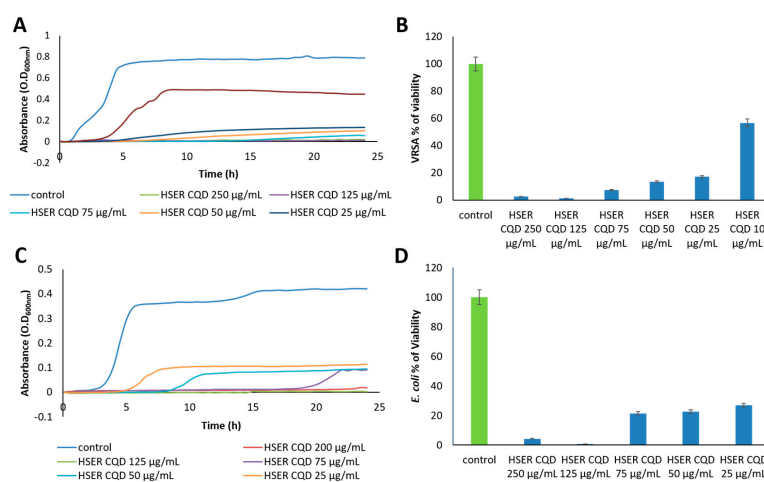 A
Absorbance (O.D600nm)
1
0.8
0.6
0.4
0.2
0
-0.2
0 5 10 15 20 25
Time (h)
control HSER CQD 250 µg/mL HSER CQD 125 µg/mL
HSER CQD 75 µg/mL HSER CQD 50 µg/mL HSER CQD 25 µg/mL
B
VRSA % of viability
120
100
80
60
40
20
0
control HSER HSER HSER HSER HSER HSER
CQD 250 CQD 125 CQD 75 CQD 50 CQD 25 CQD 10
µg/mL µg/mL µg/mL µg/mL µg/mL µg/mL
C
Absorbance (O.D600nm)
0.5
0.4
0.3
0.2
0.1
0
-0.1
0 5 10 15 20 25
Time (h)
control HSER CQD 200 µg/mL
HSER CQD 125 µg/mL HSER CQD 75 µg/mL
HSER CQD 50 µg/mL HSER CQD 25 µg/mL
D
E. coli % of Viability
120
100
80
60
40
20
0
control HSER CQD HSER CQD HSER CQD HSER CQD HSER CQD
250 µg/mL 125 µg/mL 75 µg/mL 50 µg/mL 25 µg/mL